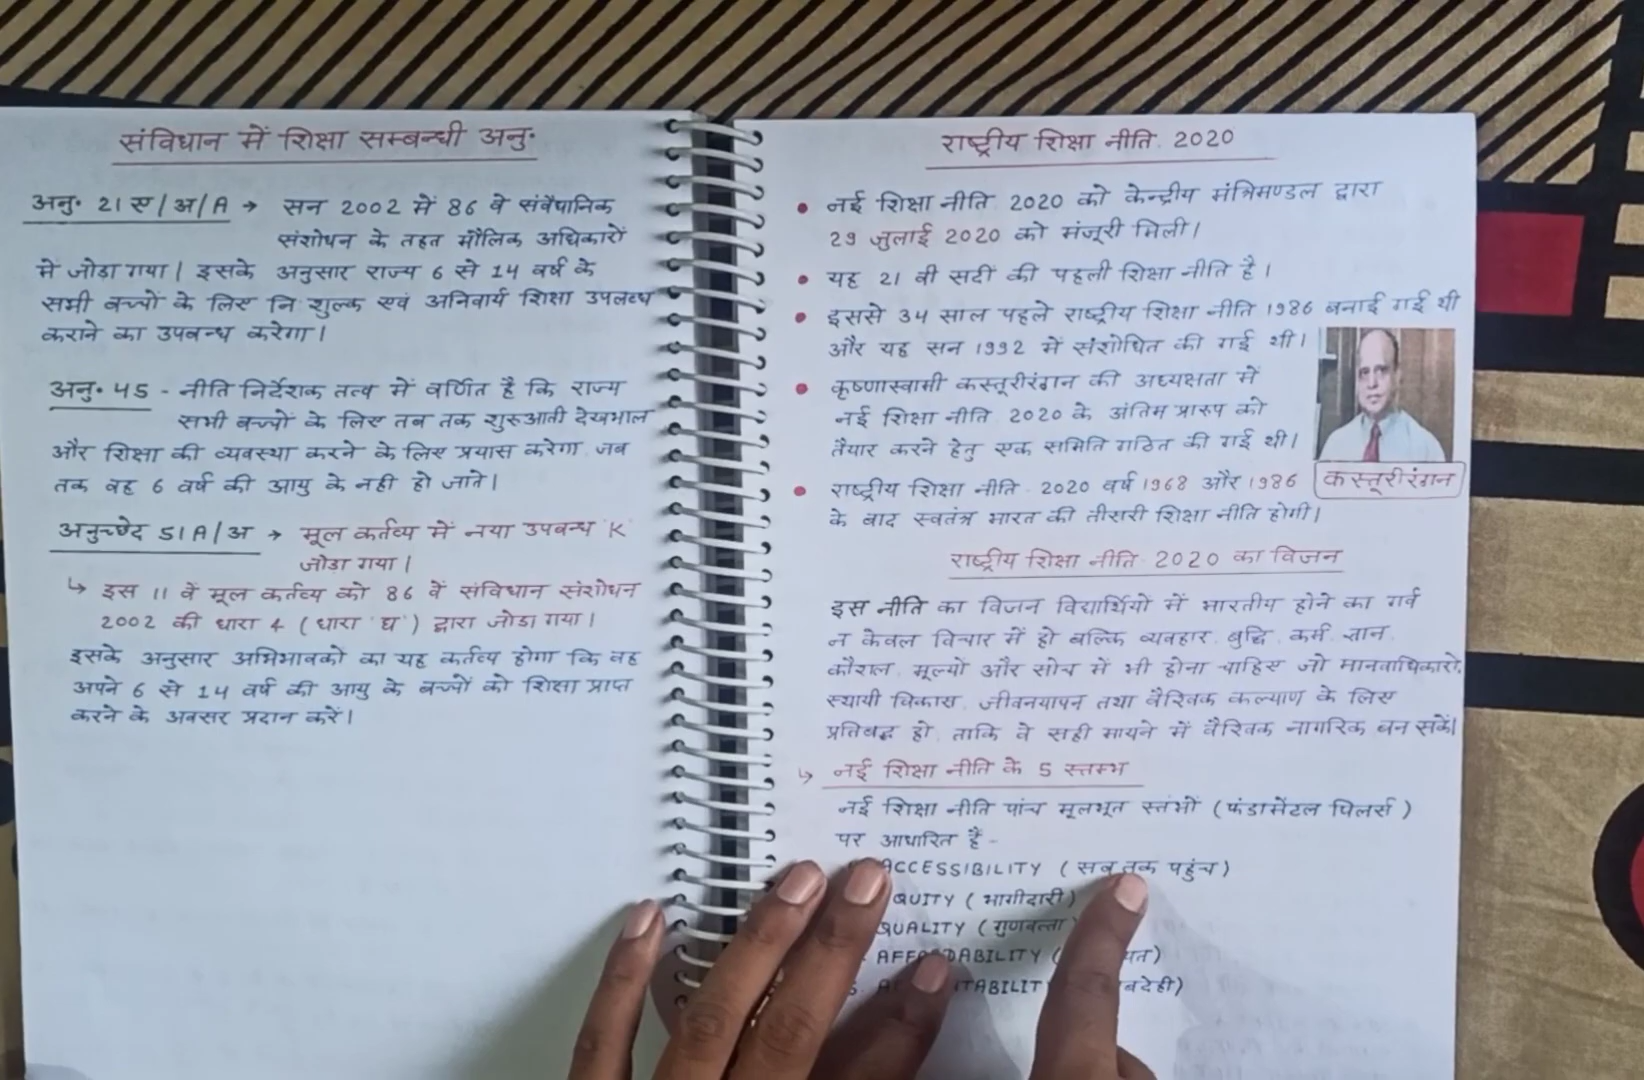 संविधान में शिक्षा सम्बन्धी अनु॰
अनु॰ 21 ए/अ/A → सन 2002 में 86 वे संवैधानिक
संशोधन के तहत मौलिक अधिकारों
में जोडा गया। इसके अनुसार राज्य 6 से 14 वर्ष के
सभी बच्चों के लिए नि शुल्क एवं अनिवार्य शिक्षा उपलब्ध
कराने का उपबन्ध करेगा।
अनु॰ 45 - नीति निर्देशक तत्व में वर्णित है कि राज्य
सभी बच्चों के लिए तब तक शुरुआती देखभाल
और शिक्षा की व्यवस्था करने के लिए प्रयास करेगा जब
तक वह 6 वर्ष की आयु के नही हो जाते।
अनुच्छेद 51A/अ → मूल कर्तव्य में नया उपबन्ध 'K'
जोडा गया।
↳ इस 11 वें मूल कर्तव्य को 86 वें संविधान संशोधन
2002 की धारा 4 (धारा 'घ') द्वारा जोडा गया।
इसके अनुसार अभिभावकों का यह कर्तव्य होगा कि वह
अपने 6 से 14 वर्ष की आयु के बच्चों को शिक्षा प्राप्त
करने के अवसर प्रदान करें।
राष्ट्रीय शिक्षा नीति 2020
• नई शिक्षा नीति 2020 को केन्द्रीय मंत्रिमण्डल द्वारा
29 जुलाई 2020 को मंजूरी मिली।
• यह 21 वी सदी की पहली शिक्षा नीति है।
• इससे 34 साल पहले राष्ट्रीय शिक्षा नीति 1986 बनाई गई थी
और यह सन 1992 में संशोधित की गई थी।
• कृष्णास्वामी कस्तूरीरंगन की अध्यक्षता में
नई शिक्षा नीति 2020 के अंतिम प्रारुप को
तैयार करने हेतु एक समिति गठित की गई थी।
कस्तूरीरंगन
• राष्ट्रीय शिक्षा नीति - 2020 वर्ष 1968 और 1986
के बाद स्वतंत्र भारत की तीसरी शिक्षा नीति होगी।
राष्ट्रीय शिक्षा नीति - 2020 का विजन
इस नीति का विजन विद्यार्थियों में भारतीय होने का गर्व
न केवल विचार में हो बल्कि व्यवहार, बुद्धि, कर्म, ज्ञान,
कौशल, मूल्यों और सोच में भी होना चाहिए जो मानवाधिकारो,
स्थायी विकास, जीवनयापन तथा वैश्विक कल्याण के लिए
प्रतिबद्ध हो, ताकि वे सही मायने में वैश्विक नागरिक बन सकें।
↳ नई शिक्षा नीति के 5 स्तम्भ
नई शिक्षा नीति पांच मूलभूत स्तंभों (फंडामेंटल पिलर्स)
पर आधारित है -
ACCESSIBILITY (सब तक पहुंच)
QUITY (भागीदारी)
QUALITY (गुणवत्ता
(
5.